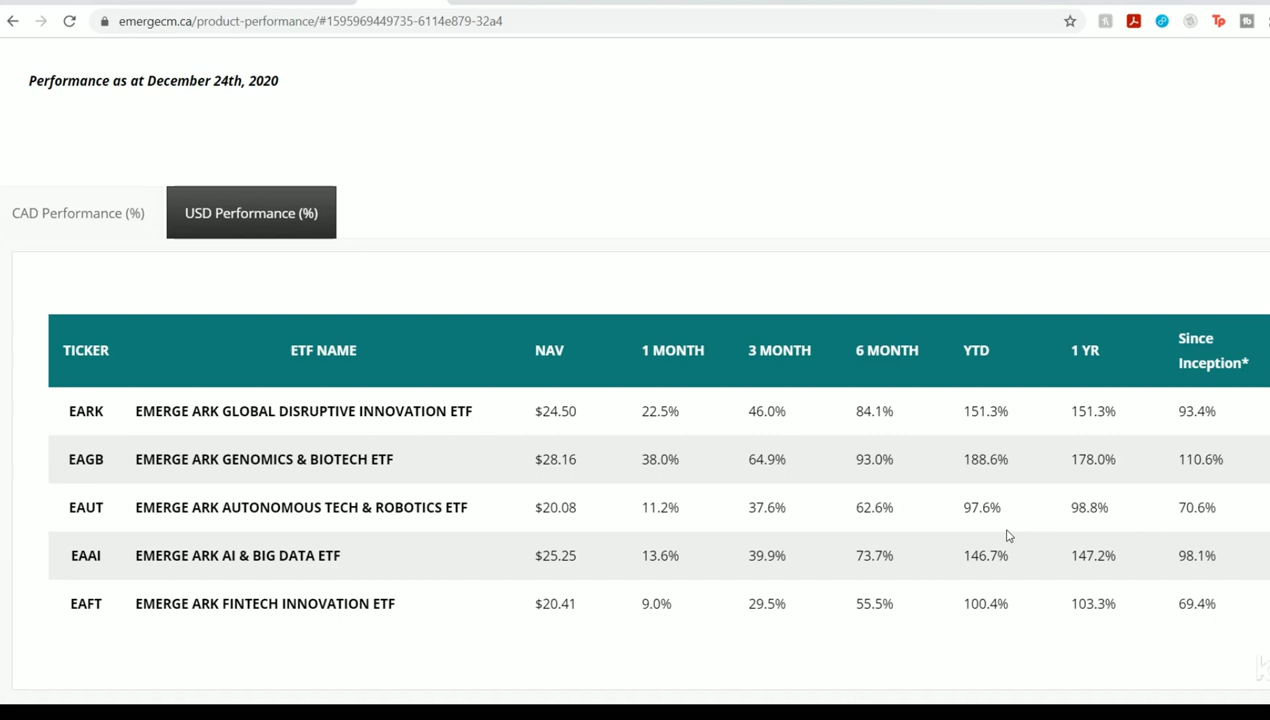 emergecm.ca/product-performance/#1595969449735-6114e879-32a4
Performance as at December 24th, 2020
CAD Performance (%) USD Performance (%)
TICKER ETF NAME NAV 1 MONTH 3 MONTH 6 MONTH YTD 1 YR Since Inception*
EARK EMERGE ARK GLOBAL DISRUPTIVE INNOVATION ETF $24.50 22.5% 46.0% 84.1% 151.3% 151.3% 93.4%
EAGB EMERGE ARK GENOMICS & BIOTECH ETF $28.16 38.0% 64.9% 93.0% 188.6% 178.0% 110.6%
EAUT EMERGE ARK AUTONOMOUS TECH & ROBOTICS ETF $20.08 11.2% 37.6% 62.6% 97.6% 98.8% 70.6%
EAAI EMERGE ARK AI & BIG DATA ETF $25.25 13.6% 39.9% 73.7% 146.7% 147.2% 98.1%
EAFT EMERGE ARK FINTECH INNOVATION ETF $20.41 9.0% 29.5% 55.5% 100.4% 103.3% 69.4%